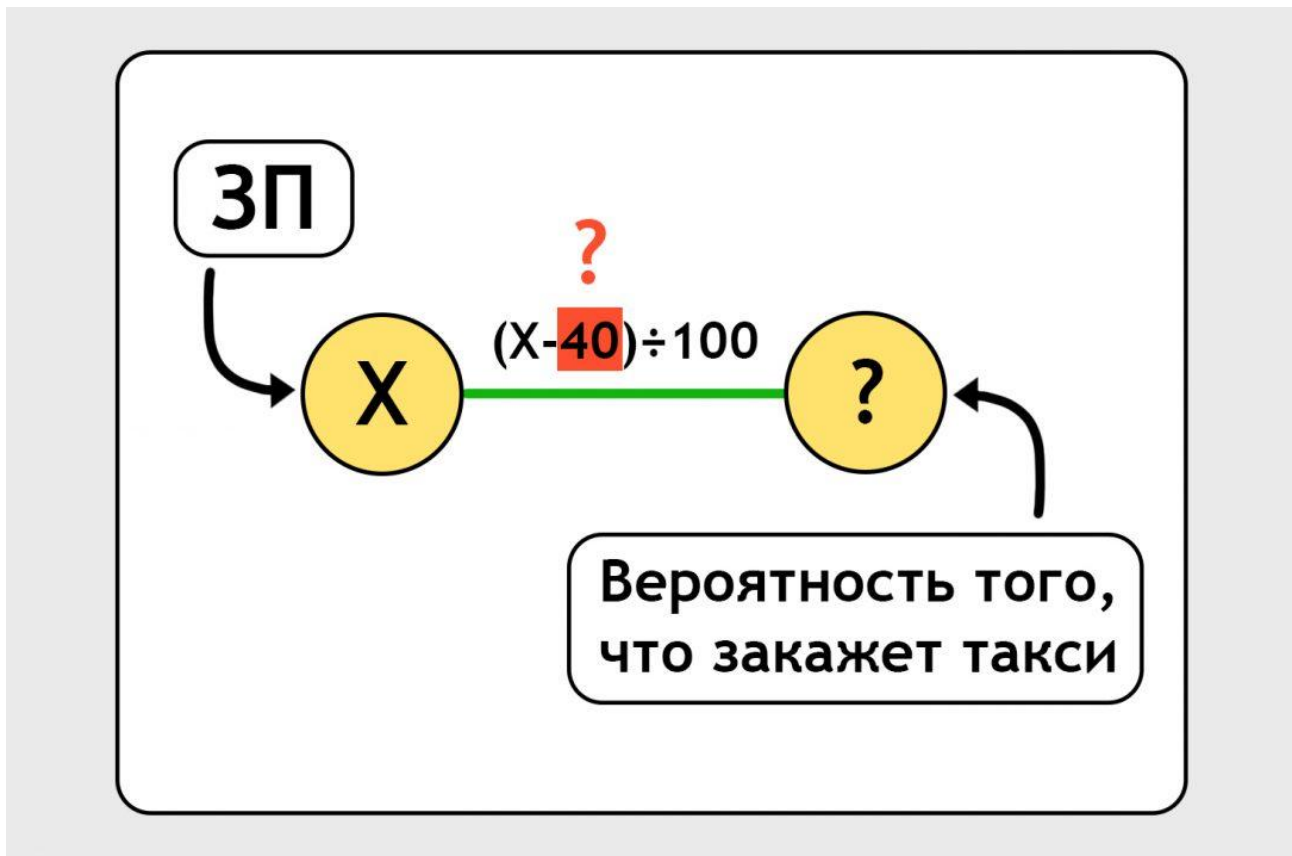 ЗП
?
(X-40)÷100
X
?
Вероятность того,
что закажет такси